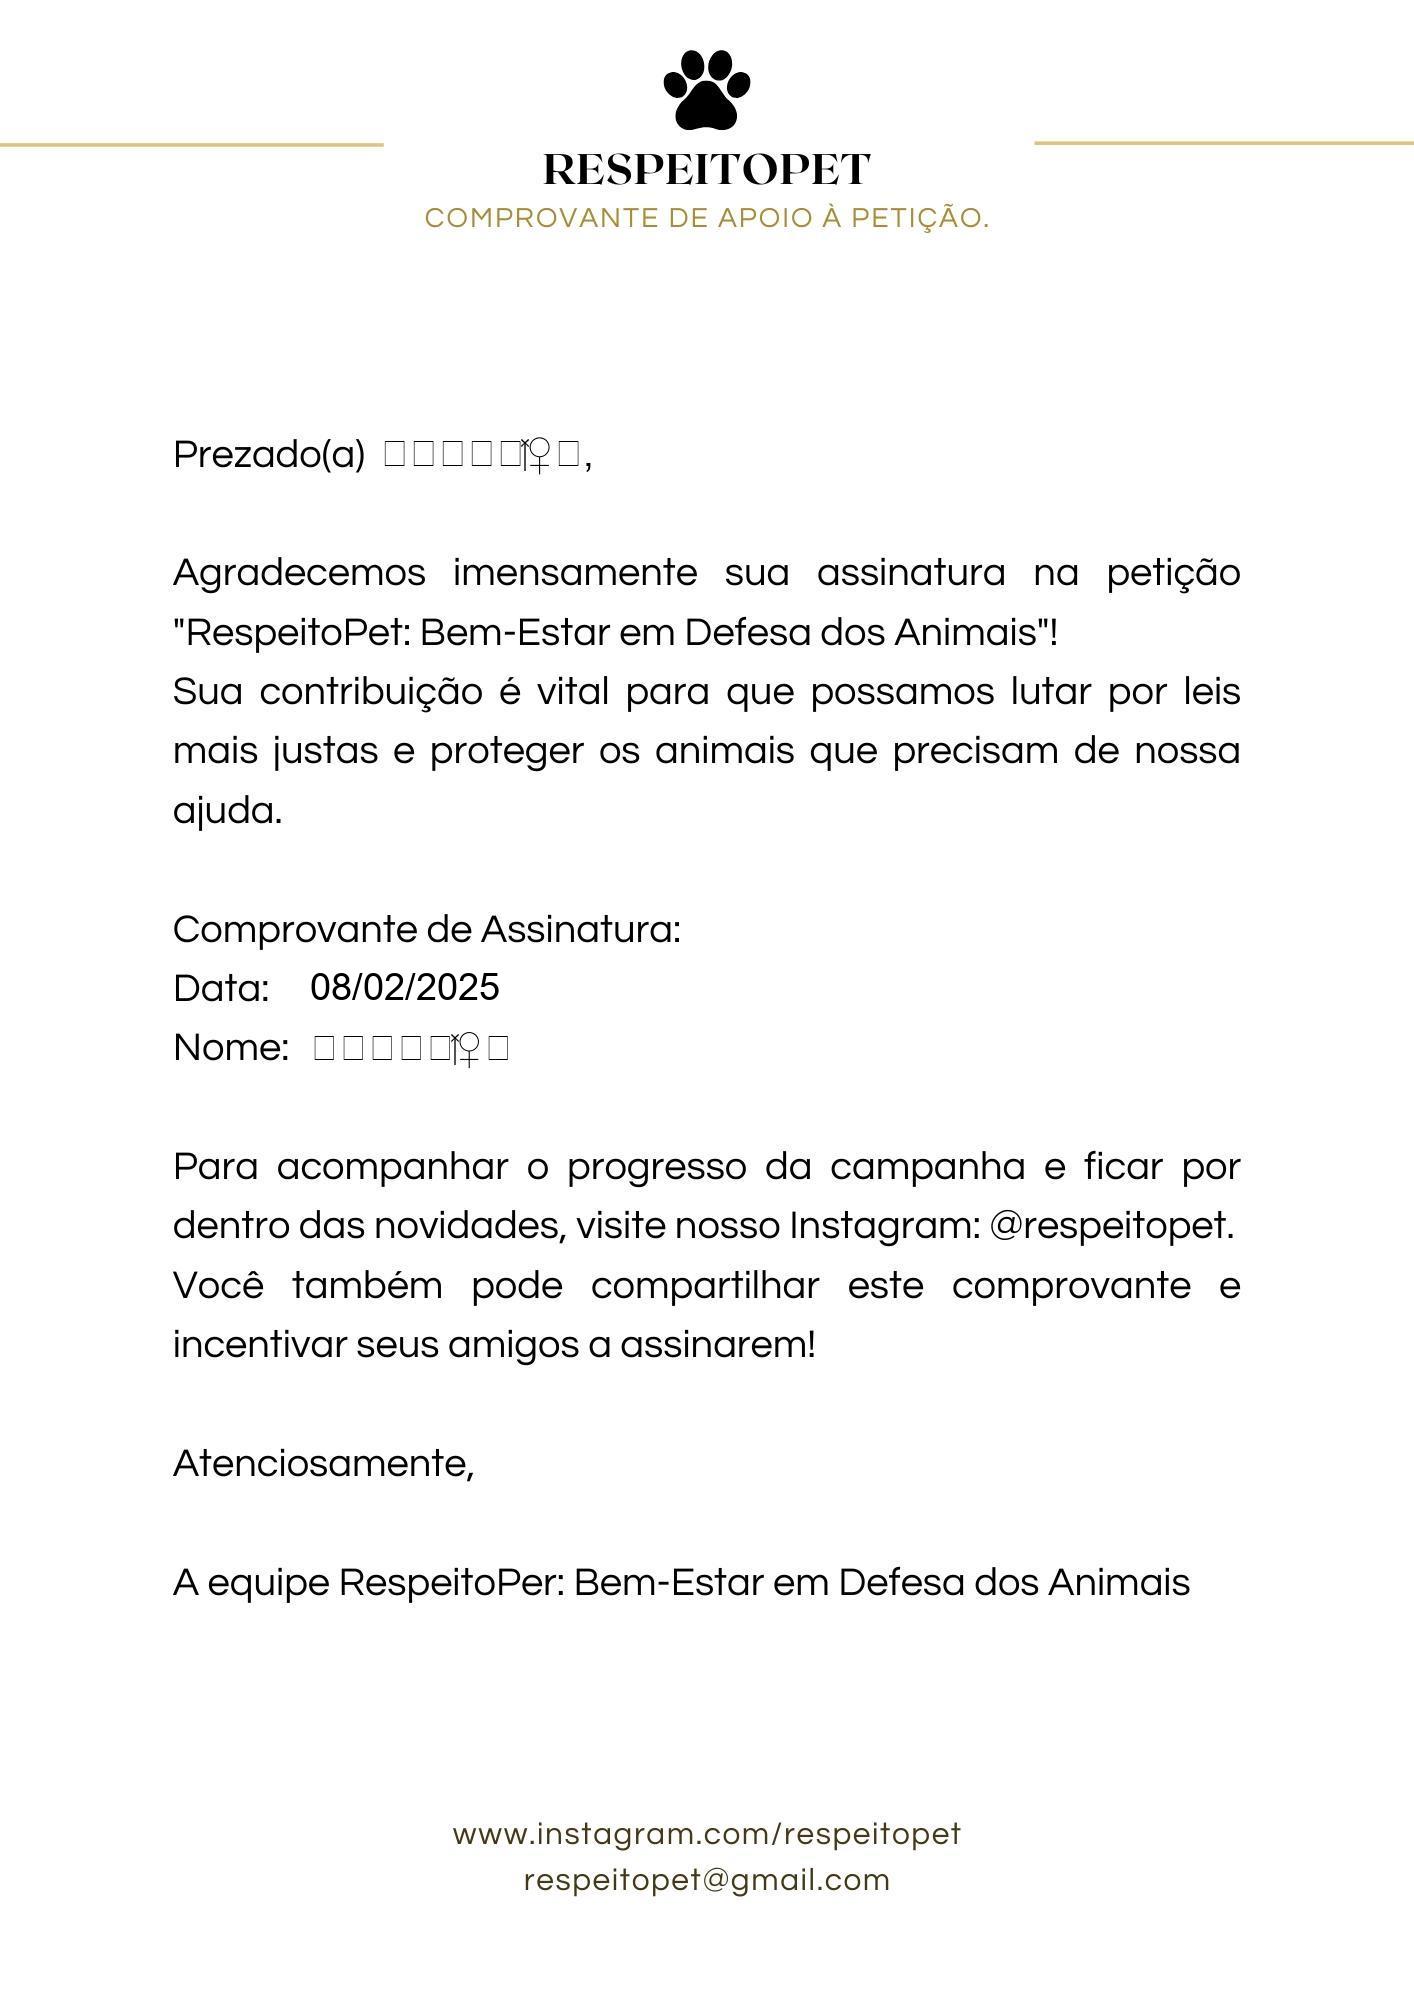 RESPEITOPET
COMPROVANTE DE APOIO À PETIÇÃO.
Prezado(a) ,
Agradecemos imensamente sua assinatura na petição
"RespeitoPet: Bem-Estar em Defesa dos Animais"!
Sua contribuição é vital para que possamos lutar por leis
mais justas e proteger os animais que precisam de nossa
ajuda.
Comprovante de Assinatura:
Data: 08/02/2025
Nome:
Para acompanhar o progresso da campanha e ficar por
dentro das novidades, visite nosso Instagram: @respeitopet.
Você também pode compartilhar este comprovante e
incentivar seus amigos a assinarem!
Atenciosamente,
A equipe RespeitoPer: Bem-Estar em Defesa dos Animais
www.instagram.com/respeitopet
respeitopet@gmail.com